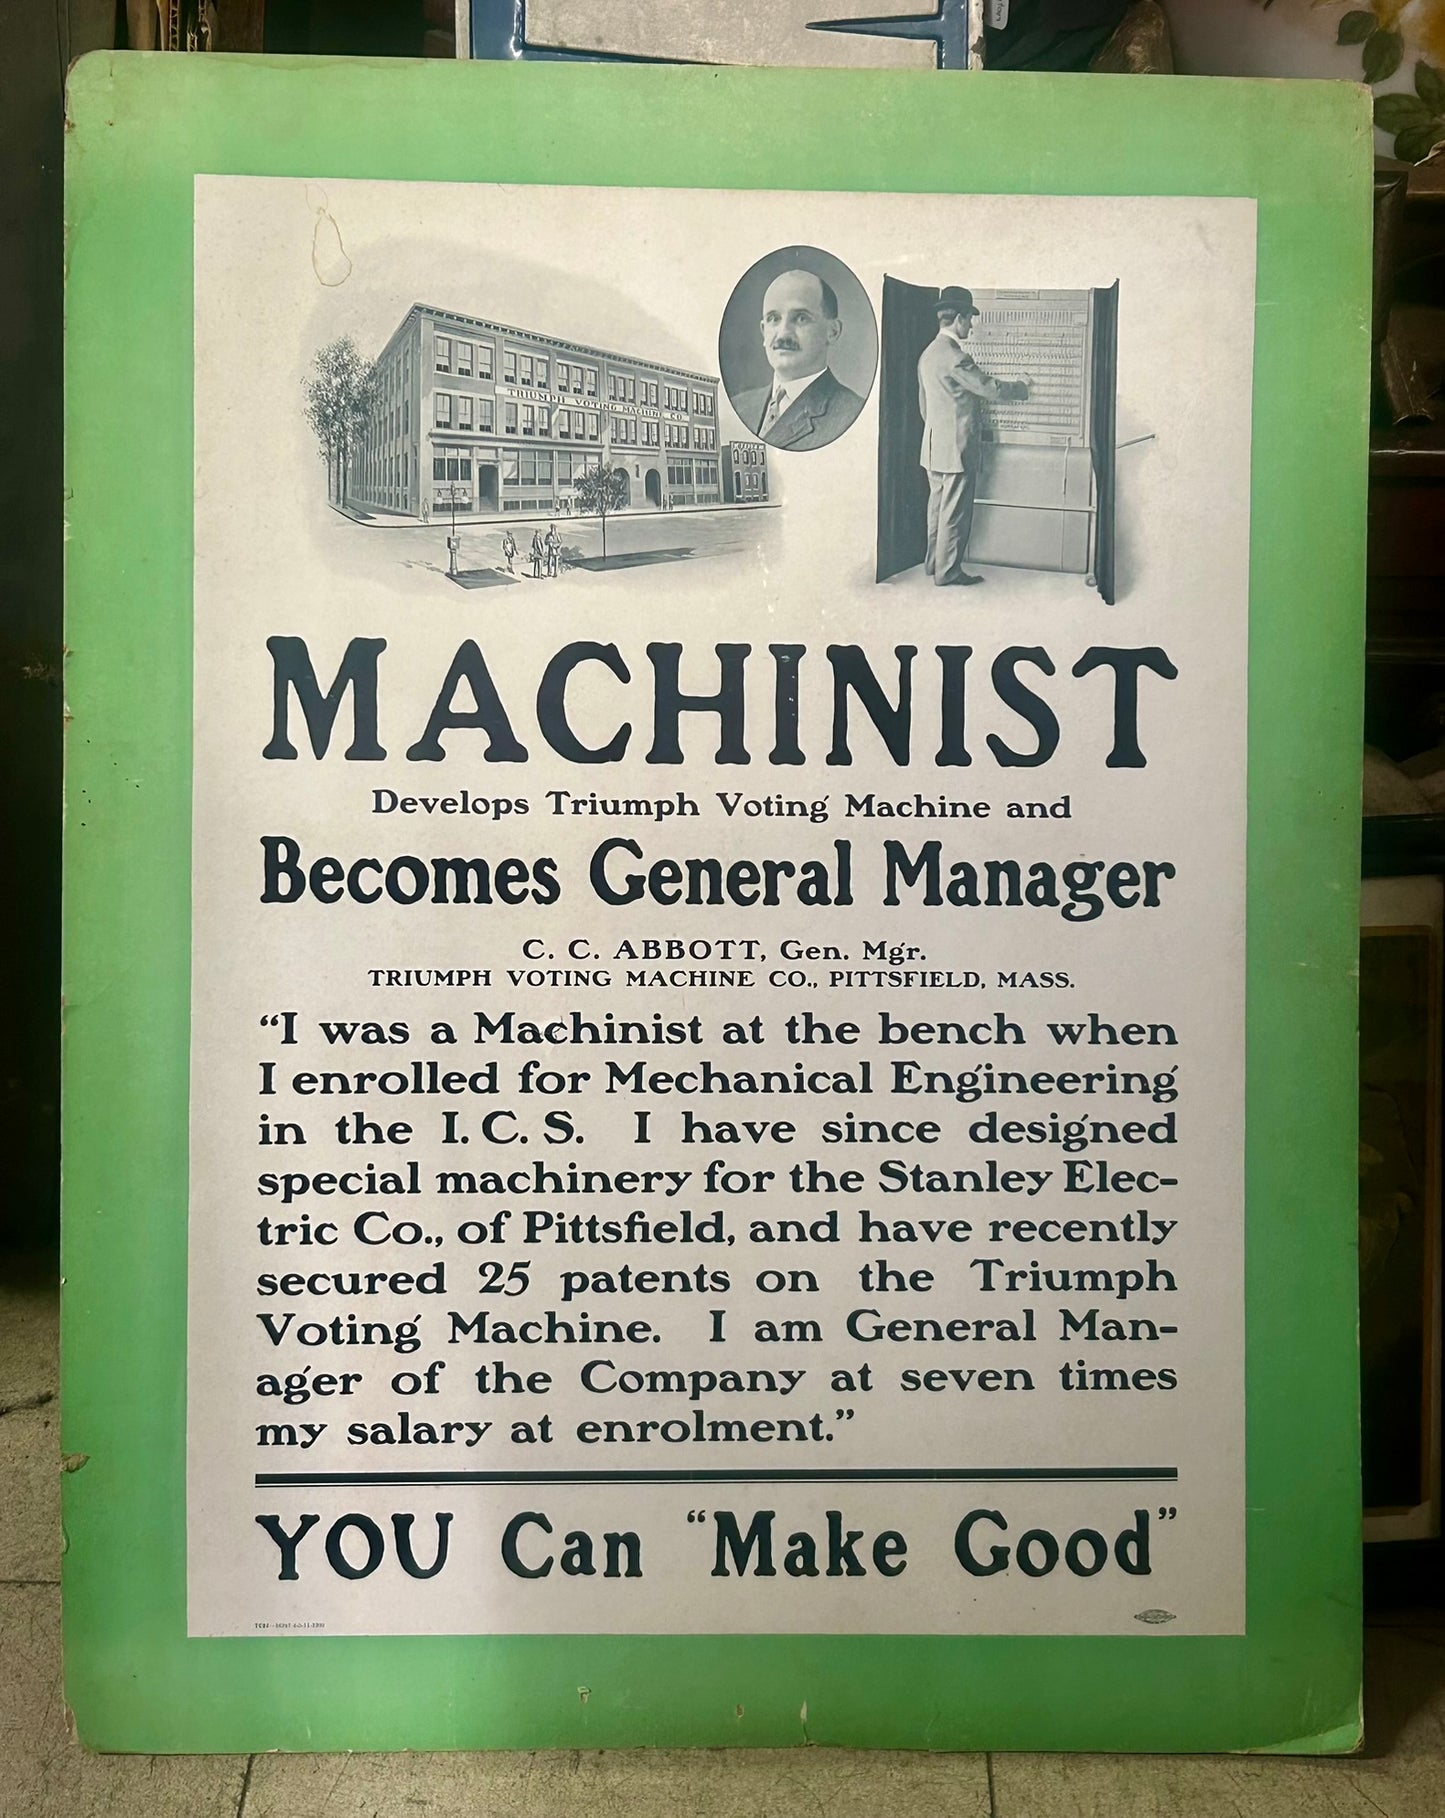 TRIUMPH VOTING MACHINE CO.
MACHINIST
Develops Triumph Voting Machine and
Becomes General Manager
C. C. ABBOTT, Gen. Mgr.
TRIUMPH VOTING MACHINE CO., PITTSFIELD, MASS.
“I was a Machinist at the bench when
I enrolled for Mechanical Engineering
in the I. C. S. I have since designed
special machinery for the Stanley Elec-
tric Co., of Pittsfield, and have recently
secured 25 patents on the Triumph
Voting Machine. I am General Man-
ager of the Company at seven times
my salary at enrolment.”
YOU Can “Make Good”